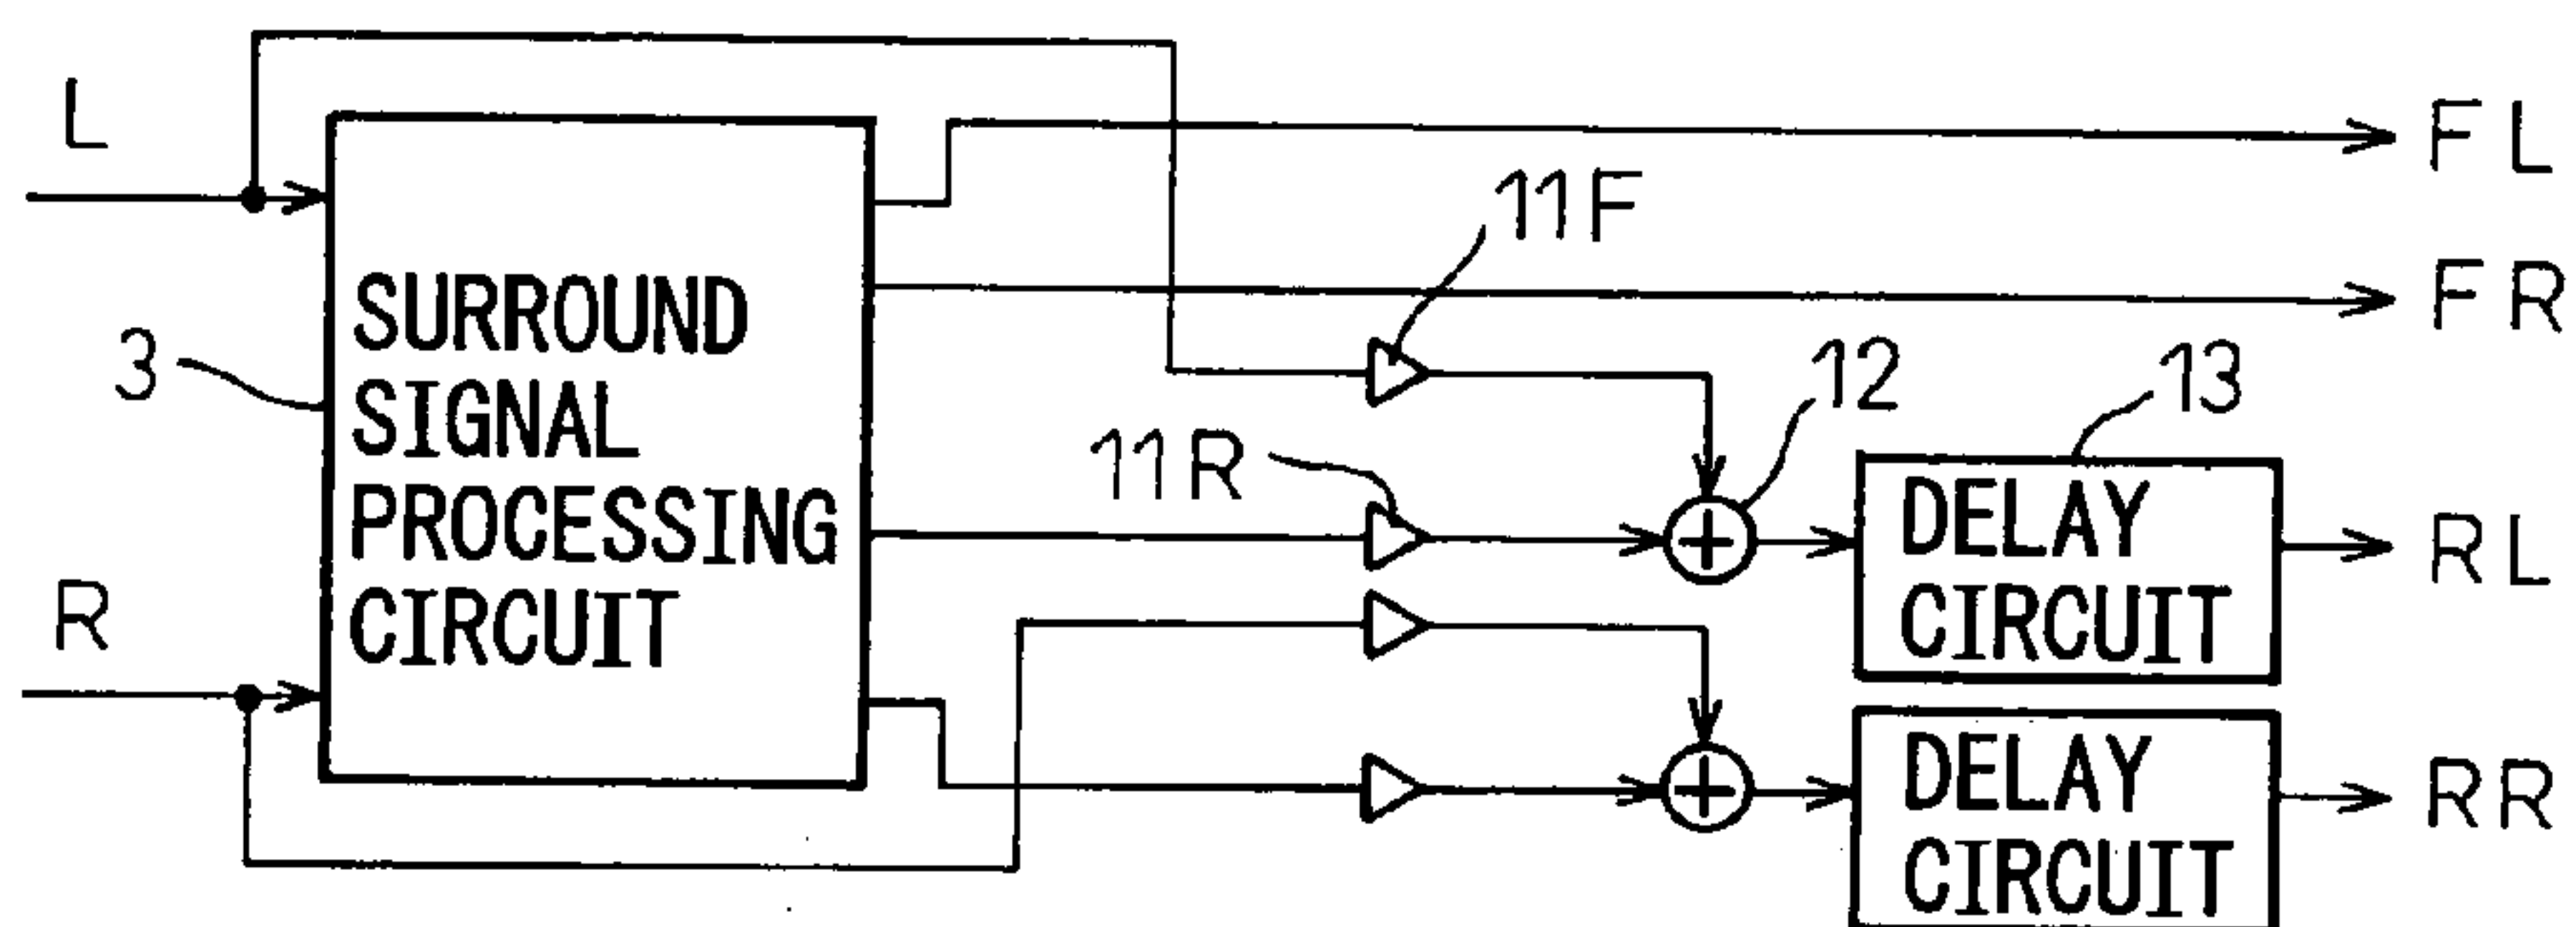 L
FL
11F
FR
SURROUND
SIGNAL
PROCESSING
CIRCUIT
3
12
13
11R
DELAY
CIRCUIT
RL
R
DELAY
CIRCUIT
RR